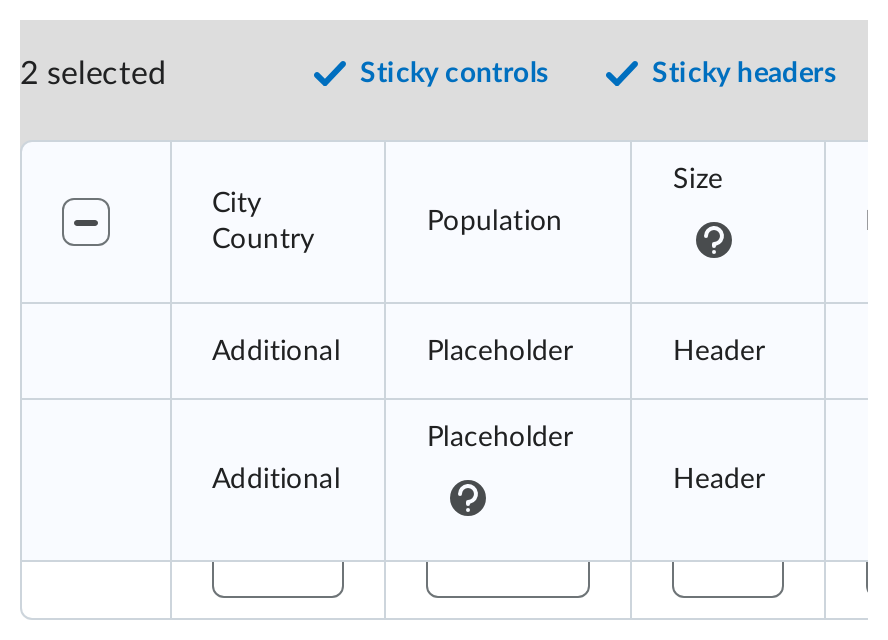 2 selected
Sticky controls
Sticky headers
City
Country
Population
Size
Additional
Placeholder
Header
Additional
Placeholder
Header